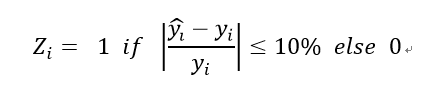 Z_i = 1 if |(ŷ_i − y_i) / y_i| ≤ 10% else 0↵